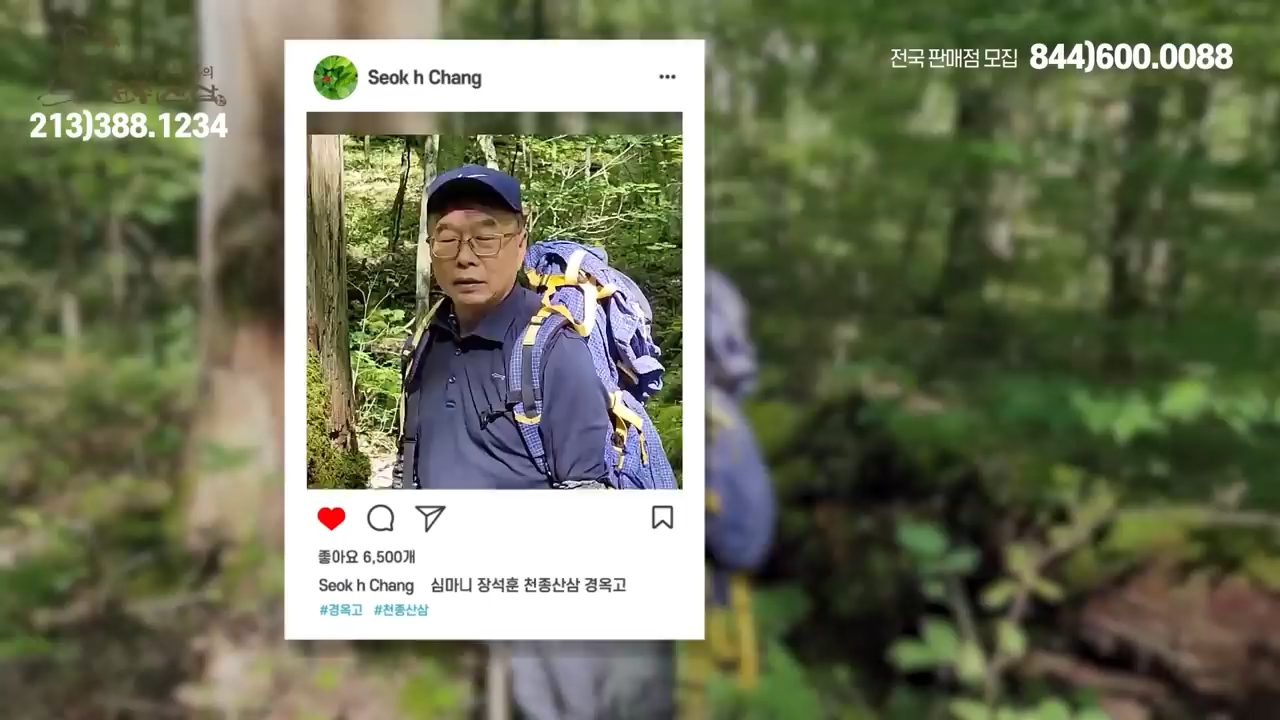 전국 판매점 모집 844)600.0088
213)388.1234
Seok h Chang
좋아요 6,500개
Seok h Chang 심마니 장석훈 천종산삼 경옥고
#경옥고 #천종산삼